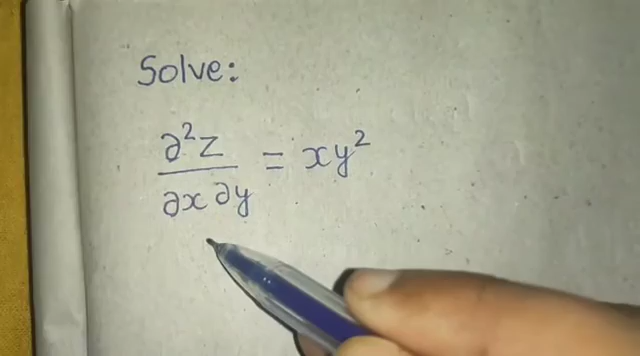 Solve:
∂²z/∂x ∂y = xy²